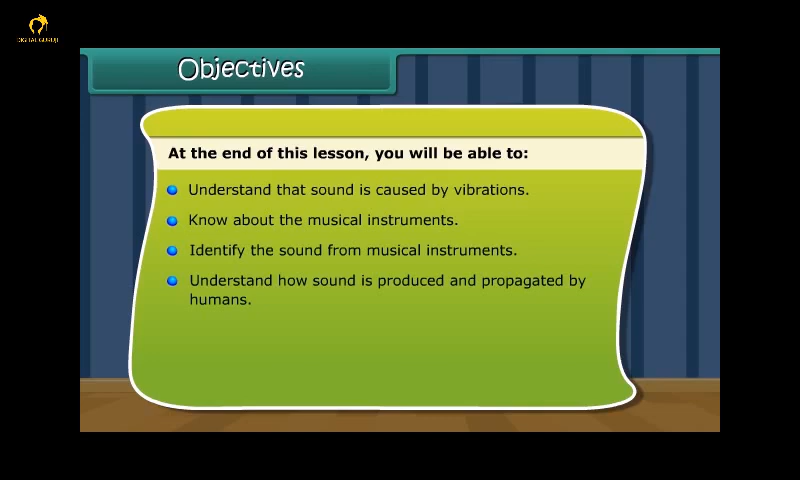 DIGITAL GURUJI
Objectives
At the end of this lesson, you will be able to:
Understand that sound is caused by vibrations.
Know about the musical instruments.
Identify the sound from musical instruments.
Understand how sound is produced and propagated by
humans.